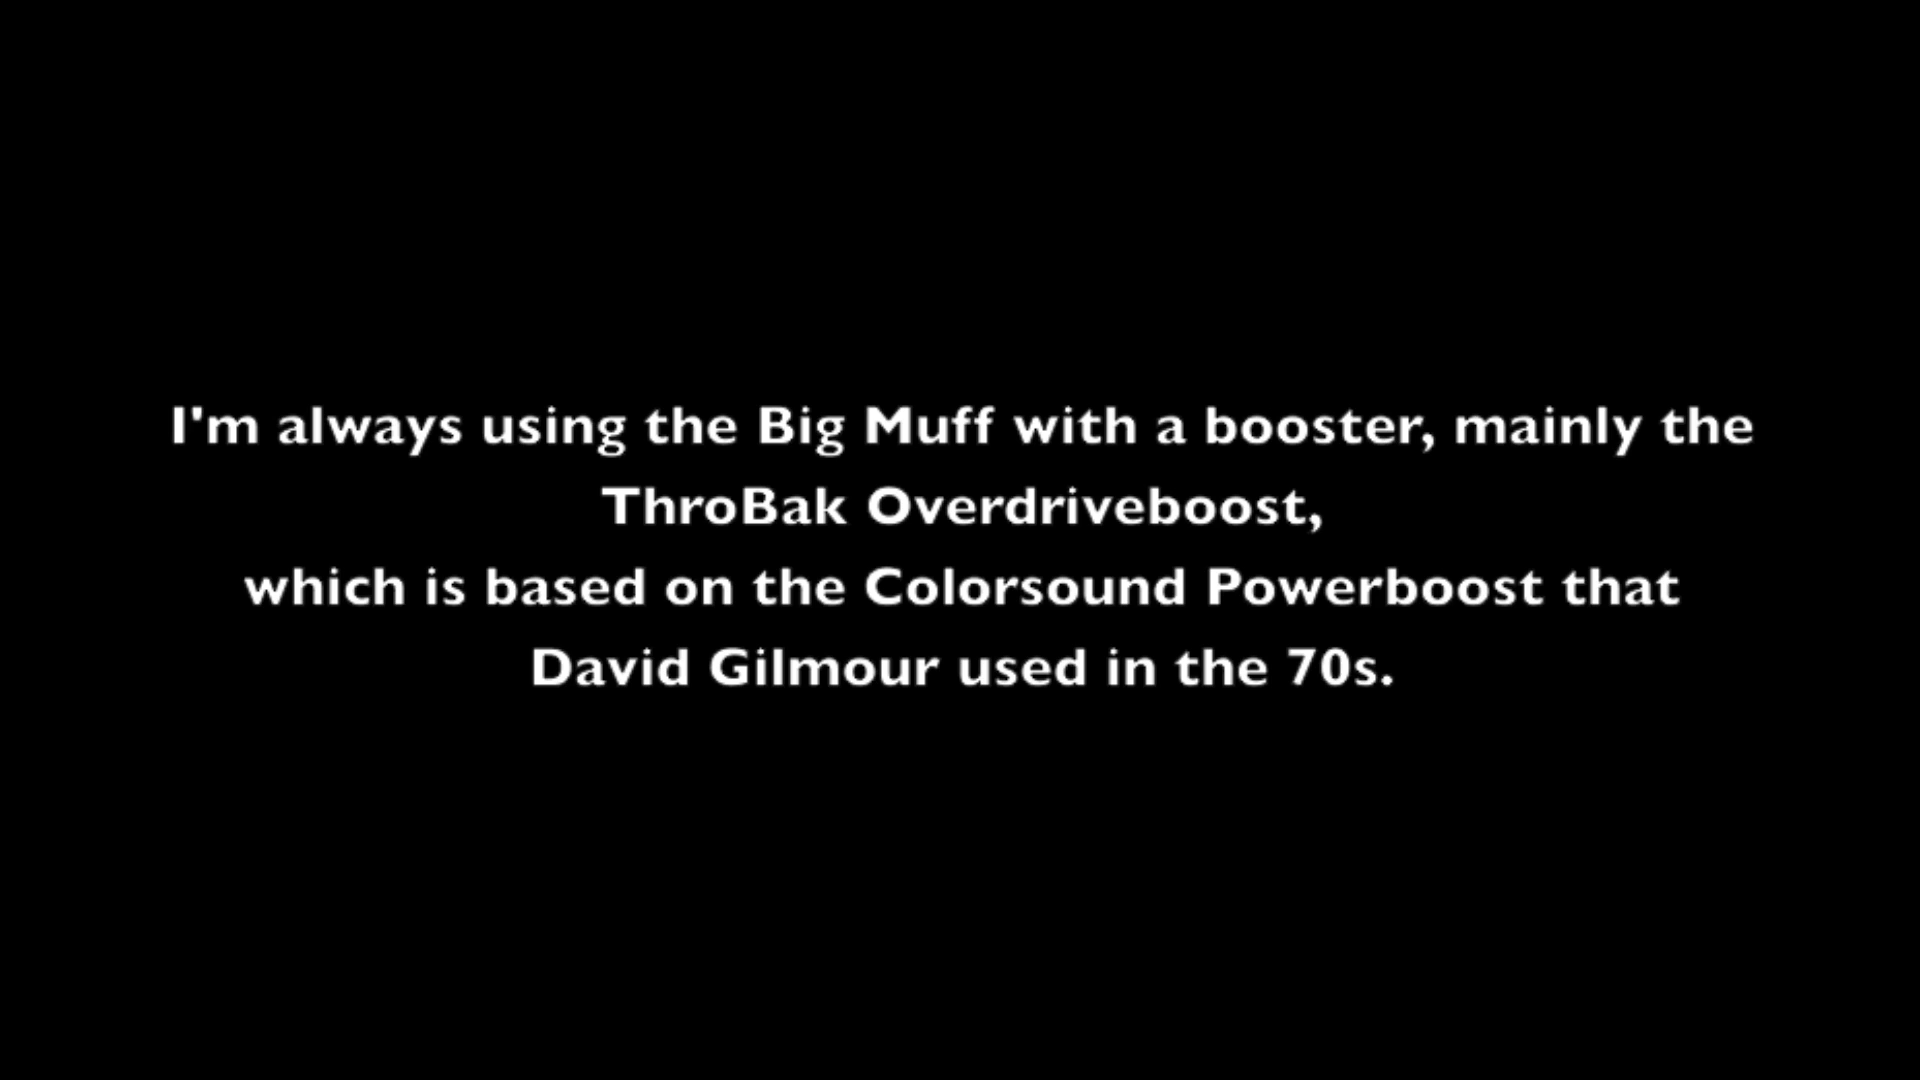 I'm always using the Big Muff with a booster, mainly the
ThroBak Overdriveboost,
which is based on the Colorsound Powerboost that
David Gilmour used in the 70s.